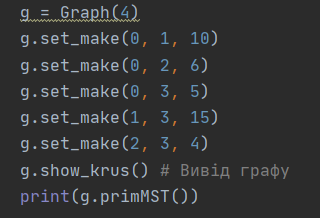 g = Graph(4)
g.set_make(0, 1, 10)
g.set_make(0, 2, 6)
g.set_make(0, 3, 5)
g.set_make(1, 3, 15)
g.set_make(2, 3, 4)
g.show_krus() # Вивід графу
print(g.primMST())